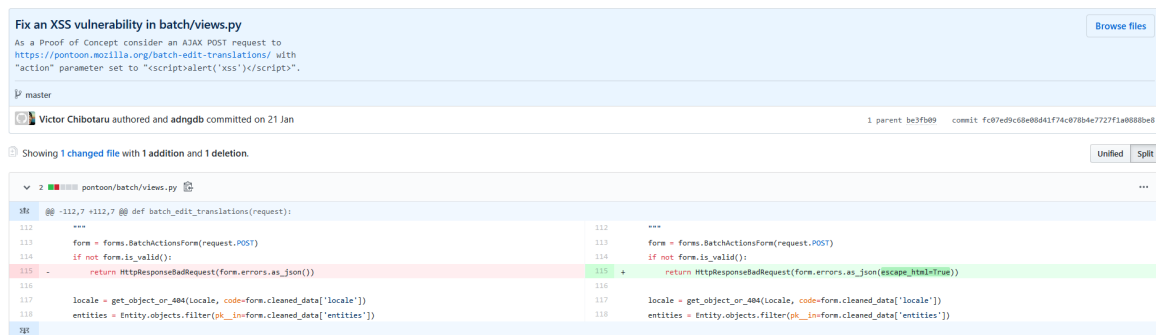 Fix an XSS vulnerability in batch/views.py
Browse files
As a Proof of Concept consider an AJAX POST request to
https://pontoon.mozilla.org/batch-edit-translations/ with
"action" parameter set to "<script>alert('xss')</script>".
master
Victor Chibotaru authored and adngdb committed on 21 Jan
1 parent be3fb09 commit fc07ed9c68e08d41f74c078b4e7727f1a0888be8
Showing 1 changed file with 1 addition and 1 deletion.
Unified Split
2 pontoon/batch/views.py
@@ -112,7 +112,7 @@ def batch_edit_translations(request):
112 """ 112 """
113 form = forms.BatchActionsForm(request.POST) 113 form = forms.BatchActionsForm(request.POST)
114 if not form.is_valid(): 114 if not form.is_valid():
115 - return HttpResponseBadRequest(form.errors.as_json()) 115 + return HttpResponseBadRequest(form.errors.as_json(escape_html=True))
116 116
117 locale = get_object_or_404(Locale, code=form.cleaned_data['locale']) 117 locale = get_object_or_404(Locale, code=form.cleaned_data['locale'])
118 entities = Entity.objects.filter(pk__in=form.cleaned_data['entities']) 118 entities = Entity.objects.filter(pk__in=form.cleaned_data['entities'])